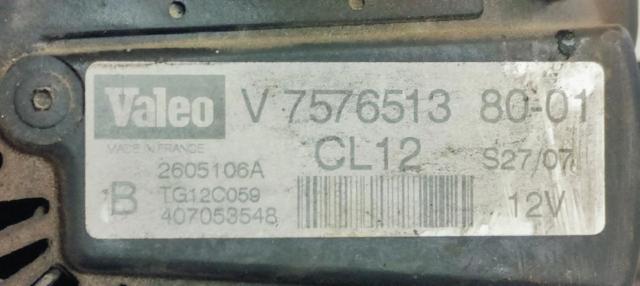 Valeo V 7576513 80-01
MADE IN FRANCE CL12 S27/07
2605106A
B TG12C059 12V
407053548